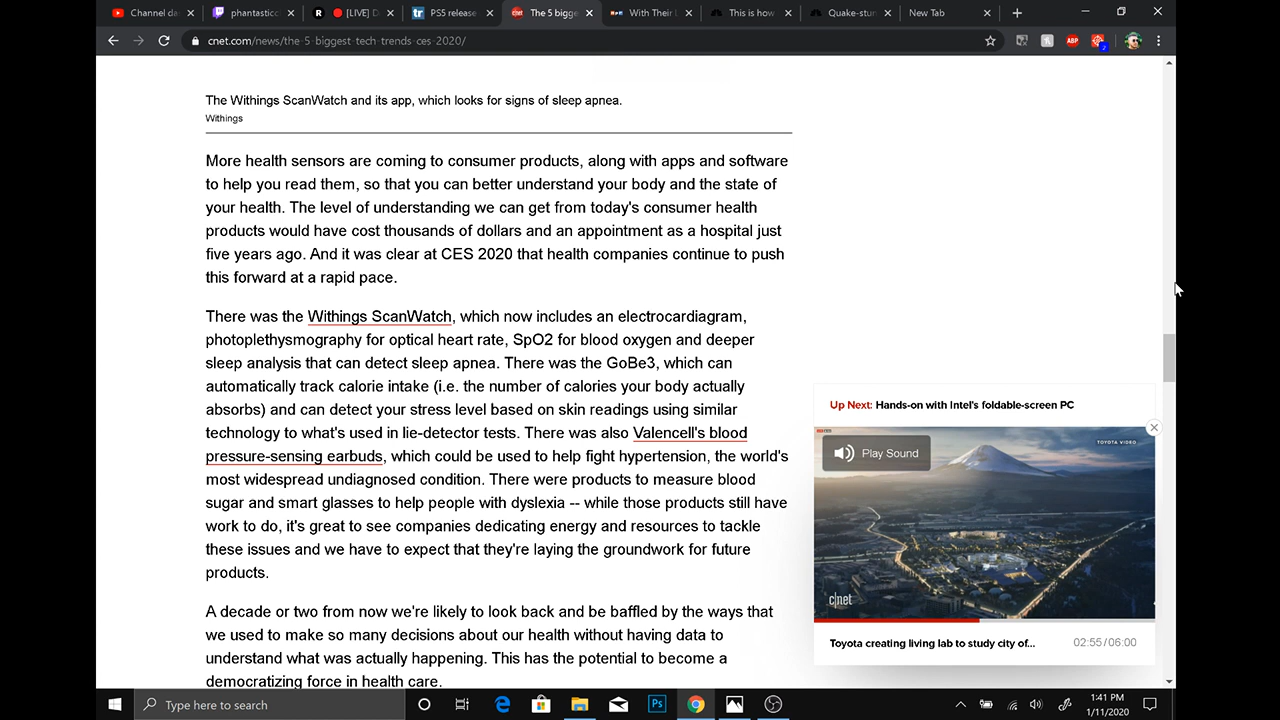 Channel da
phantasticc
[LIVE] D
PS5 release
The 5 bigge
With Their L
This is how
Quake-stun
New Tab
cnet.com/news/the-5-biggest-tech-trends-ces-2020/
The Withings ScanWatch and its app, which looks for signs of sleep apnea.
Withings
More health sensors are coming to consumer products, along with apps and software
to help you read them, so that you can better understand your body and the state of
your health. The level of understanding we can get from today's consumer health
products would have cost thousands of dollars and an appointment as a hospital just
five years ago. And it was clear at CES 2020 that health companies continue to push
this forward at a rapid pace.
There was the Withings ScanWatch, which now includes an electrocardiagram,
photoplethysmography for optical heart rate, SpO2 for blood oxygen and deeper
sleep analysis that can detect sleep apnea. There was the GoBe3, which can
automatically track calorie intake (i.e. the number of calories your body actually
absorbs) and can detect your stress level based on skin readings using similar
technology to what's used in lie-detector tests. There was also Valencell's blood
pressure-sensing earbuds, which could be used to help fight hypertension, the world's
most widespread undiagnosed condition. There were products to measure blood
sugar and smart glasses to help people with dyslexia -- while those products still have
work to do, it's great to see companies dedicating energy and resources to tackle
these issues and we have to expect that they're laying the groundwork for future
products.
A decade or two from now we're likely to look back and be baffled by the ways that
we used to make so many decisions about our health without having data to
understand what was actually happening. This has the potential to become a
democratizing force in health care.
Up Next: Hands-on with Intel's foldable-screen PC
TOYOTA VIDEO
Play Sound
c|net
Toyota creating living lab to study city of...
02:55/06:00
Type here to search
1:41 PM
1/11/2020